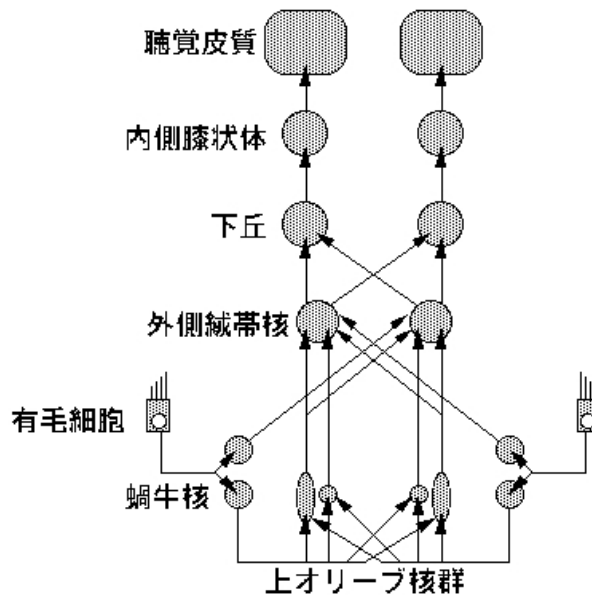 聴覚皮質
内側膝状体
下丘
外側絨帯核
有毛細胞
蝸牛核
上オリーブ核群